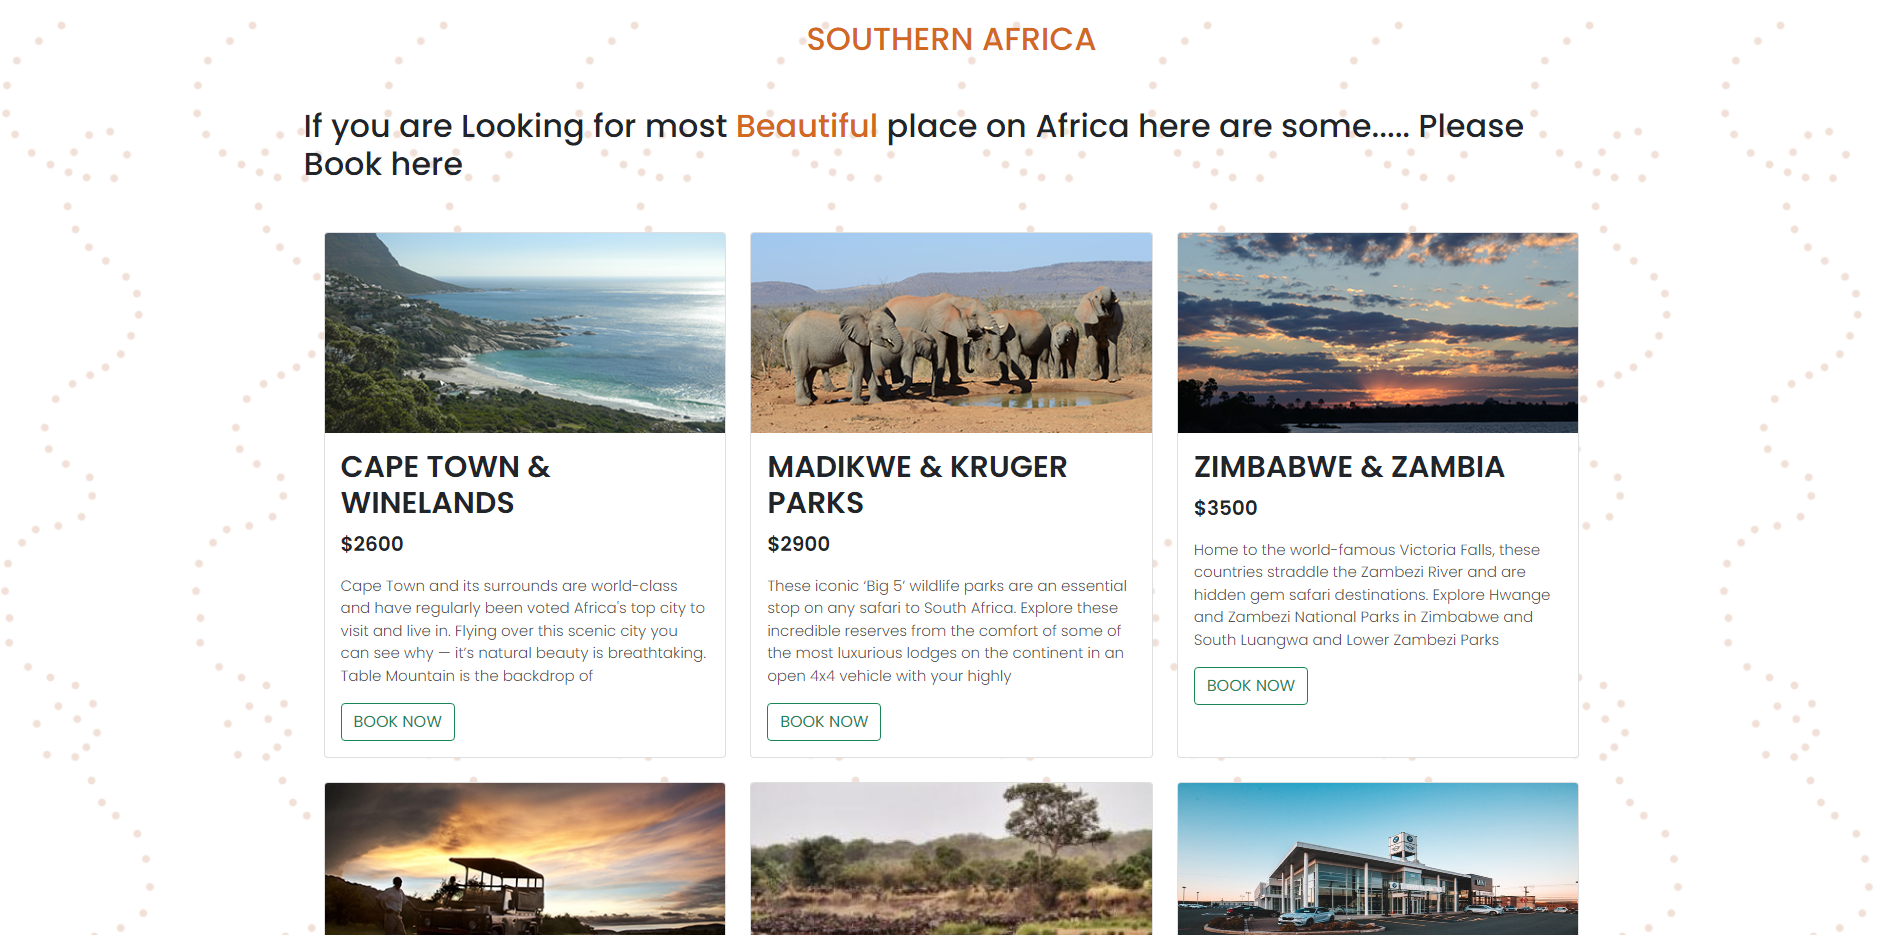 SOUTHERN AFRICA
If you are Looking for most Beautiful place on Africa here are some..... Please
Book here
CAPE TOWN &
WINELANDS
$2600
Cape Town and its surrounds are world-class
and have regularly been voted Africa's top city to
visit and live in. Flying over this scenic city you
can see why — it's natural beauty is breathtaking.
Table Mountain is the backdrop of
BOOK NOW
MADIKWE & KRUGER
PARKS
$2900
These iconic ‘Big 5’ wildlife parks are an essential
stop on any safari to South Africa. Explore these
incredible reserves from the comfort of some of
the most luxurious lodges on the continent in an
open 4x4 vehicle with your highly
BOOK NOW
ZIMBABWE & ZAMBIA
$3500
Home to the world-famous Victoria Falls, these
countries straddle the Zambezi River and are
hidden gem safari destinations. Explore Hwange
and Zambezi National Parks in Zimbabwe and
South Luangwa and Lower Zambezi Parks
BOOK NOW